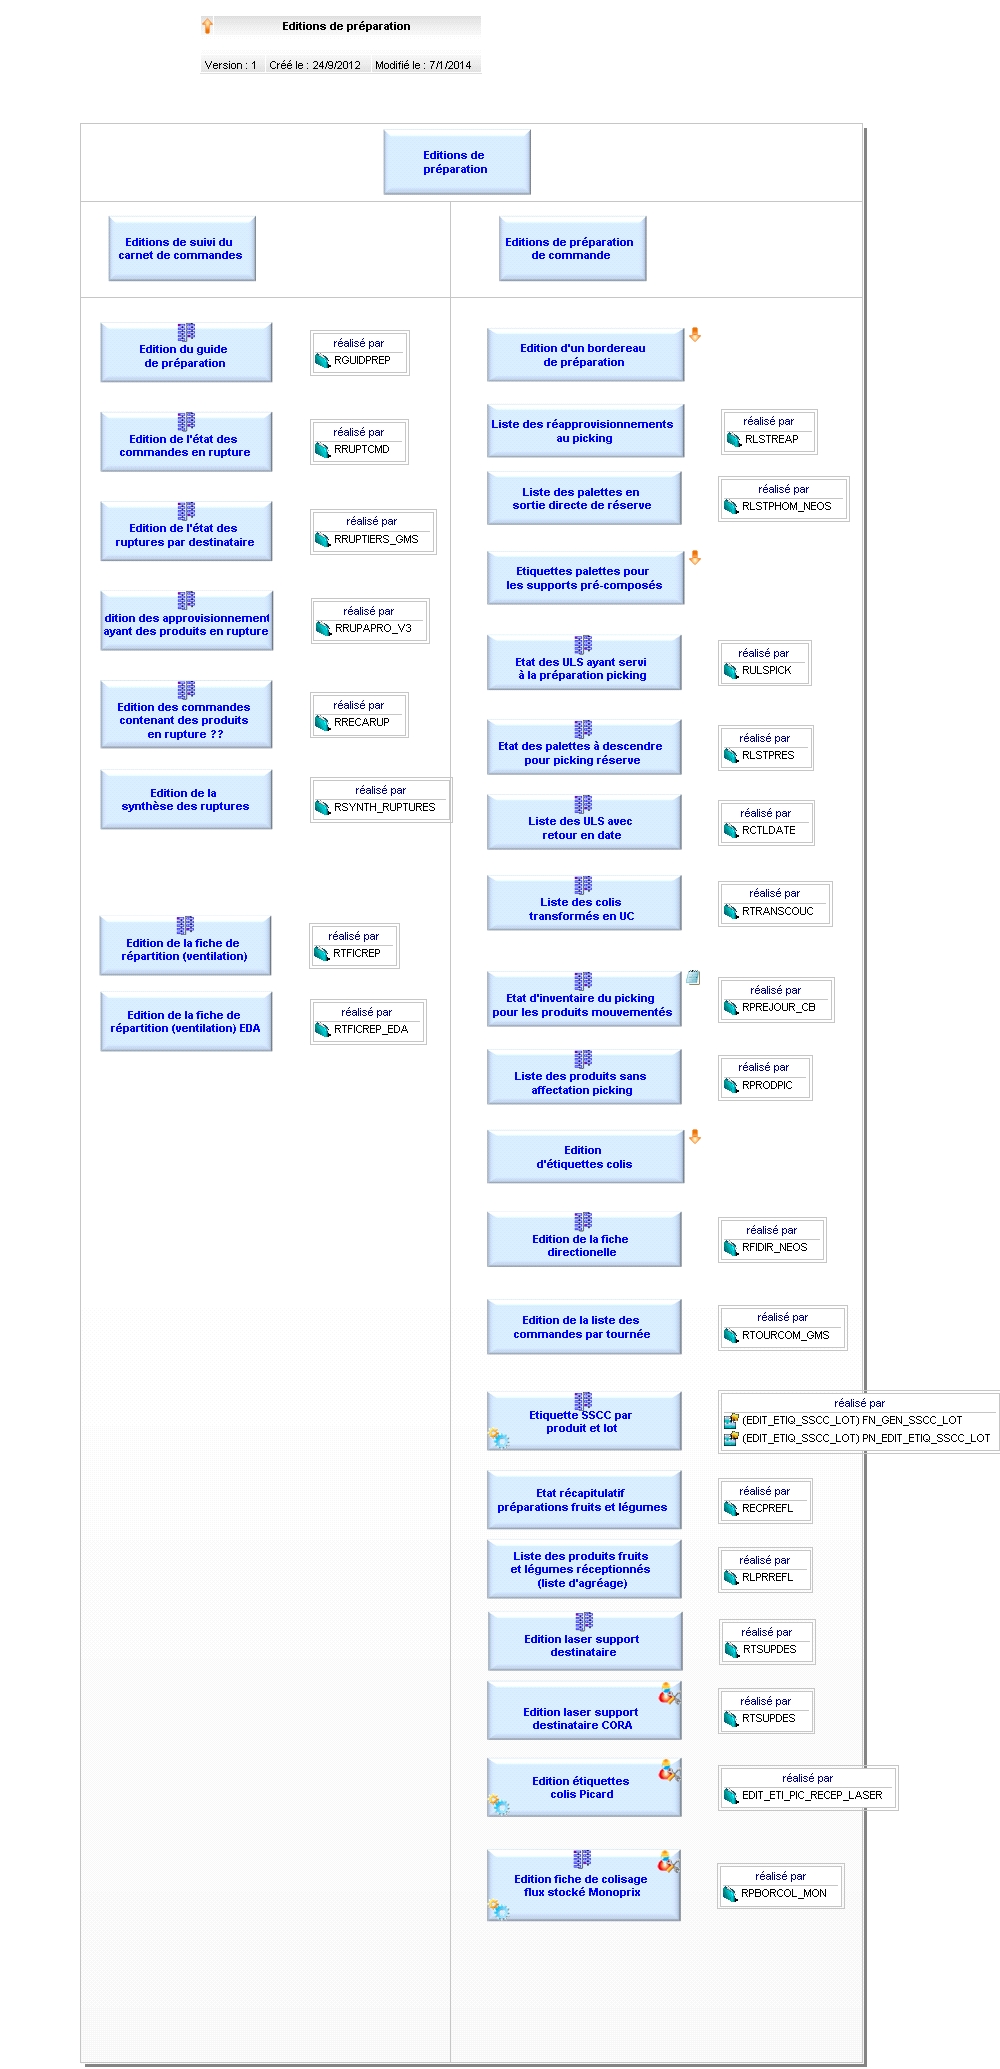 Editions de préparation
Version : 1 Créé le : 24/9/2012 Modifié le : 7/1/2014
Editions de
préparation
Editions de suivi du
carnet de commandes
Edition du guide
de préparation
réalisé par
RGUIDPREP
Edition de l'état des
commandes en rupture
réalisé par
RRUPTCMD
Edition de l'état des
ruptures par destinataire
réalisé par
RRUPTIERS_GMS
dition des approvisionnement
ayant des produits en rupture
réalisé par
RRUPAPRO_V3
Edition des commandes
contenant des produits
en rupture ??
réalisé par
RRECARUP
Edition de la
synthèse des ruptures
réalisé par
RSYNTH_RUPTURES
Edition de la fiche de
répartition (ventilation)
réalisé par
RTFICREP
Edition de la fiche de
répartition (ventilation) EDA
réalisé par
RTFICREP_EDA
Editions de préparation
de commande
Edition d'un bordereau
de préparation
Liste des réapprovisionnements
au picking
réalisé par
RLSTREAP
Liste des palettes en
sortie directe de réserve
réalisé par
RLSTPHOM_NEOS
Etiquettes palettes pour
les supports pré-composés
Etat des ULS ayant servi
à la préparation picking
réalisé par
RULSPICK
Etat des palettes à descendre
pour picking réserve
réalisé par
RLSTPRES
Liste des ULS avec
retour en date
réalisé par
RCTLDATE
Liste des colis
transformés en UC
réalisé par
RTRANSCOUC
Etat d'inventaire du picking
pour les produits mouvementés
réalisé par
RPREJOUR_CB
Liste des produits sans
affectation picking
réalisé par
RPRODPIC
Edition
d'étiquettes colis
Edition de la fiche
directionelle
réalisé par
RFIDIR_NEOS
Edition de la liste des
commandes par tournée
réalisé par
RTOURCOM_GMS
Etiquette SSCC par
produit et lot
réalisé par
(EDIT_ETIQ_SSCC_LOT) FN_GEN_SSCC_LOT
(EDIT_ETIQ_SSCC_LOT) PN_EDIT_ETIQ_SSCC_LOT
Etat récapitulatif
préparations fruits et légumes
réalisé par
RECPREFL
Liste des produits fruits
et légumes réceptionnés
(liste d'agréage)
réalisé par
RLPRREFL
Edition laser support
destinataire
réalisé par
RTSUPDES
Edition laser support
destinataire CORA
réalisé par
RTSUPDES
Edition étiquettes
colis Picard
réalisé par
EDIT_ETI_PIC_RECEP_LASER
Edition fiche de colisage
flux stocké Monoprix
réalisé par
RPBORCOL_MON